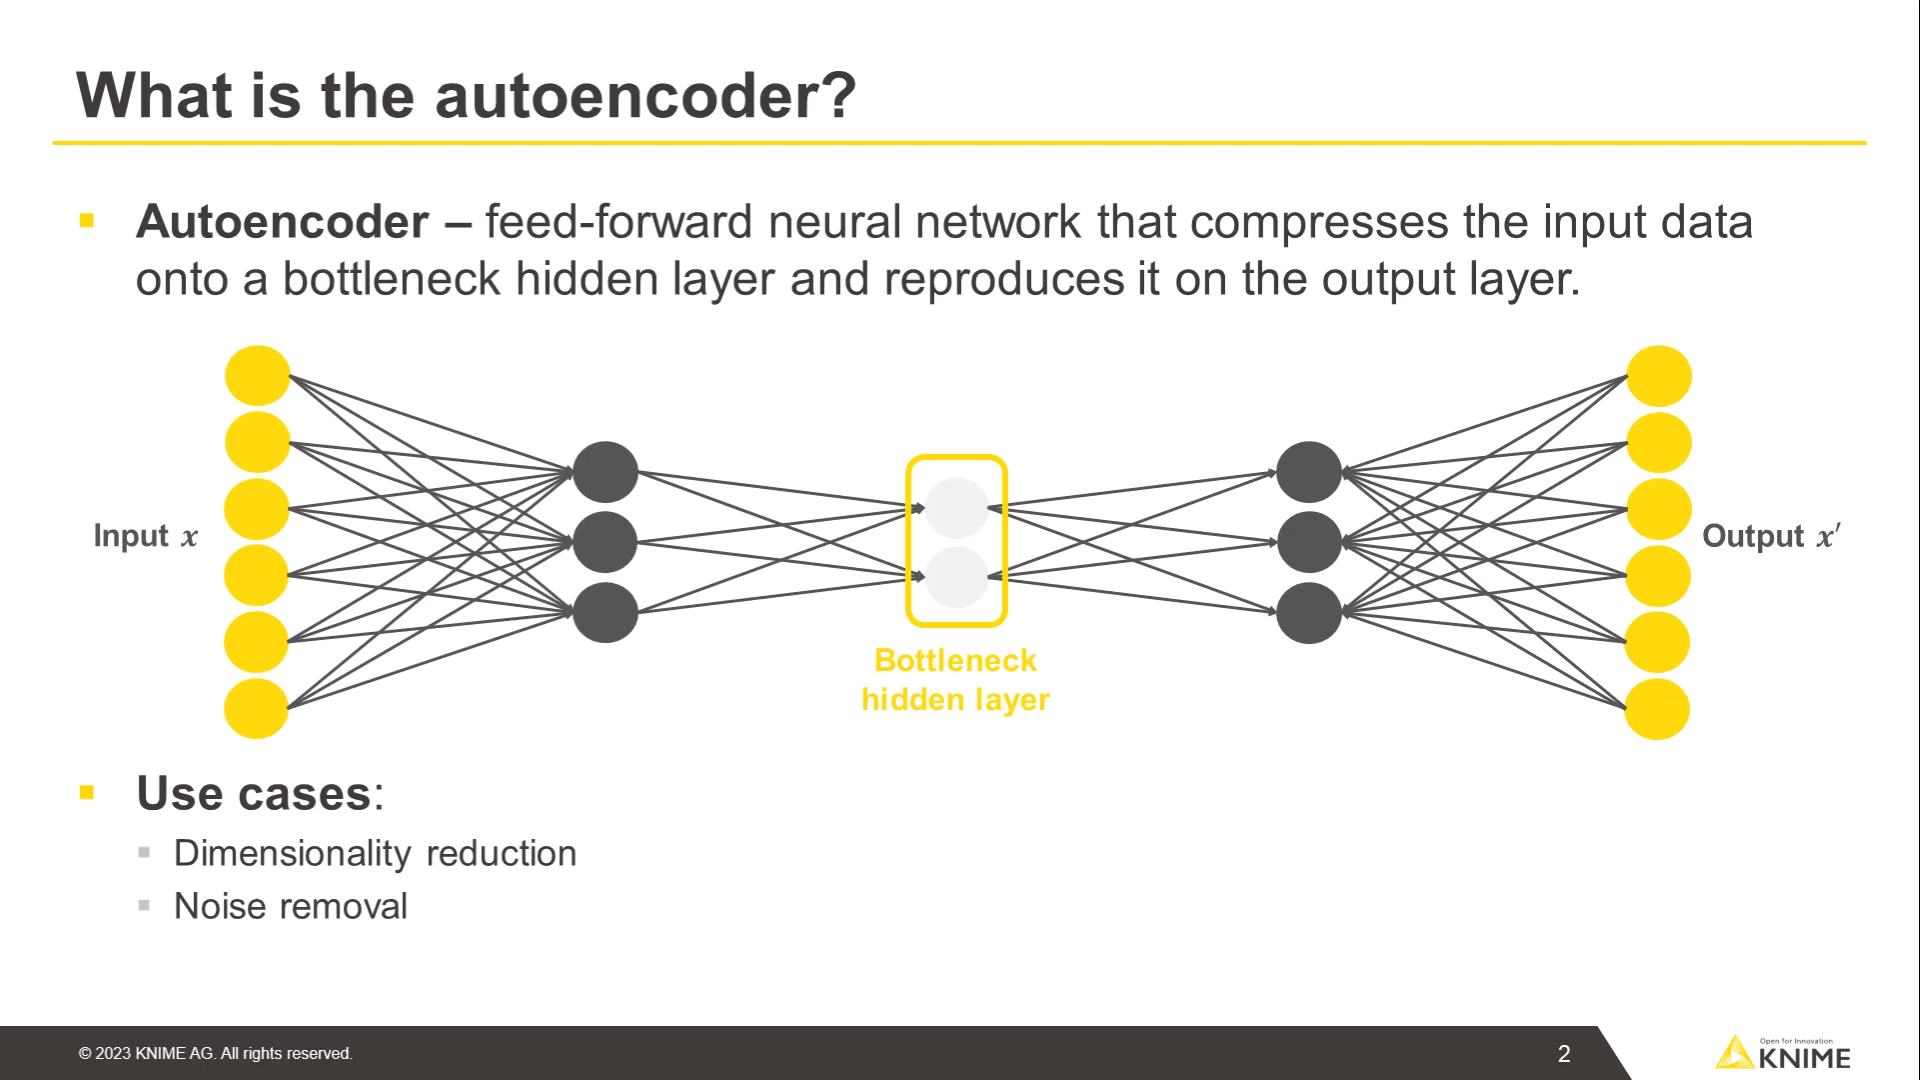 What is the autoencoder?
Autoencoder – feed-forward neural network that compresses the input data
onto a bottleneck hidden layer and reproduces it on the output layer.
Input x
Output x′
Bottleneck
hidden layer
Use cases:
Dimensionality reduction
Noise removal
© 2023 KNIME AG. All rights reserved.
2
Open for Innovation
KNIME